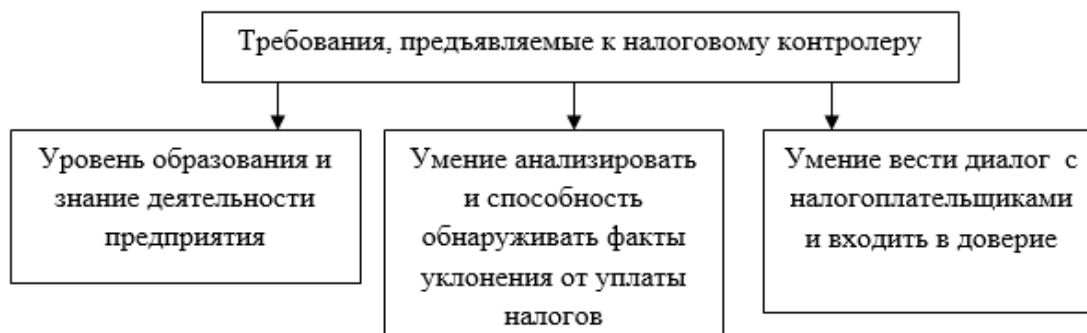 Требования, предъявляемые к налоговому контролеру
Уровень образования и
знание деятельности
предприятия
Умение анализировать
и способность
обнаруживать факты
уклонения от уплаты
налогов
Умение вести диалог с
налогоплательщиками
и входить в доверие